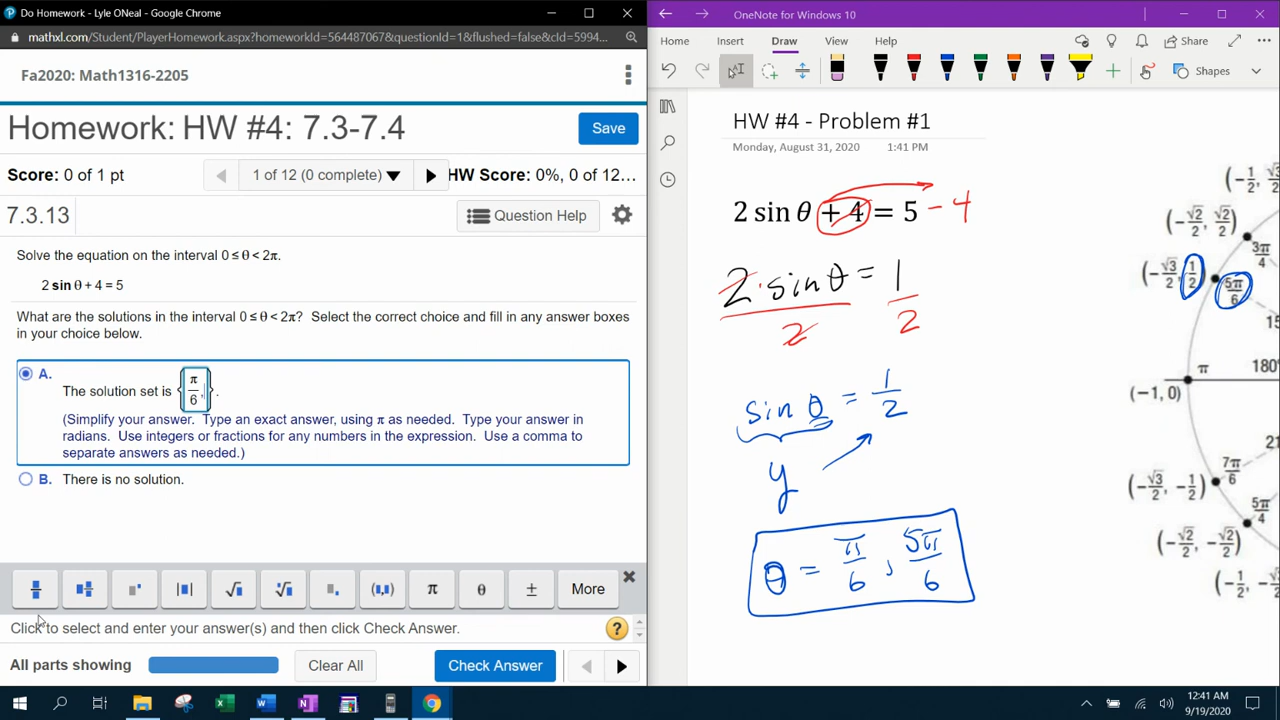 Do Homework - Lyle ONeal - Google Chrome
mathxl.com/Student/PlayerHomework.aspx?homeworkId=564487067&questionId=1&flushed=false&cId=5994...
Fa2020: Math1316-2205
Homework: HW #4: 7.3-7.4
Save
Score: 0 of 1 pt
1 of 12 (0 complete)
HW Score: 0%, 0 of 12...
7.3.13
Question Help
Solve the equation on the interval 0 ≤ θ < 2π.
2 sin θ + 4 = 5
What are the solutions in the interval 0 ≤ θ < 2π? Select the correct choice and fill in any answer boxes
in your choice below.
A.
The solution set is { π/6, }.
(Simplify your answer. Type an exact answer, using π as needed. Type your answer in
radians. Use integers or fractions for any numbers in the expression. Use a comma to
separate answers as needed.)
B. There is no solution.
π θ ± More
Click to select and enter your answer(s) and then click Check Answer.
?
All parts showing
Clear All
Check Answer
OneNote for Windows 10
Home Insert Draw View Help
Share
Shapes
HW #4 - Problem #1
Monday, August 31, 2020 1:41 PM
2 sin θ + 4 = 5 - 4
2 · sin θ = 1
2 2
sin θ = 1/2
y
θ = π/6 , 5π/6
(-√2/2, √2/2)
3π/4
(-√3/2, 1/2)
5π/6
π
180°
(-1, 0)
7π/6
(-√3/2, -1/2)
5π/4
(-√2/2, -√2/2)
12:41 AM
9/19/2020